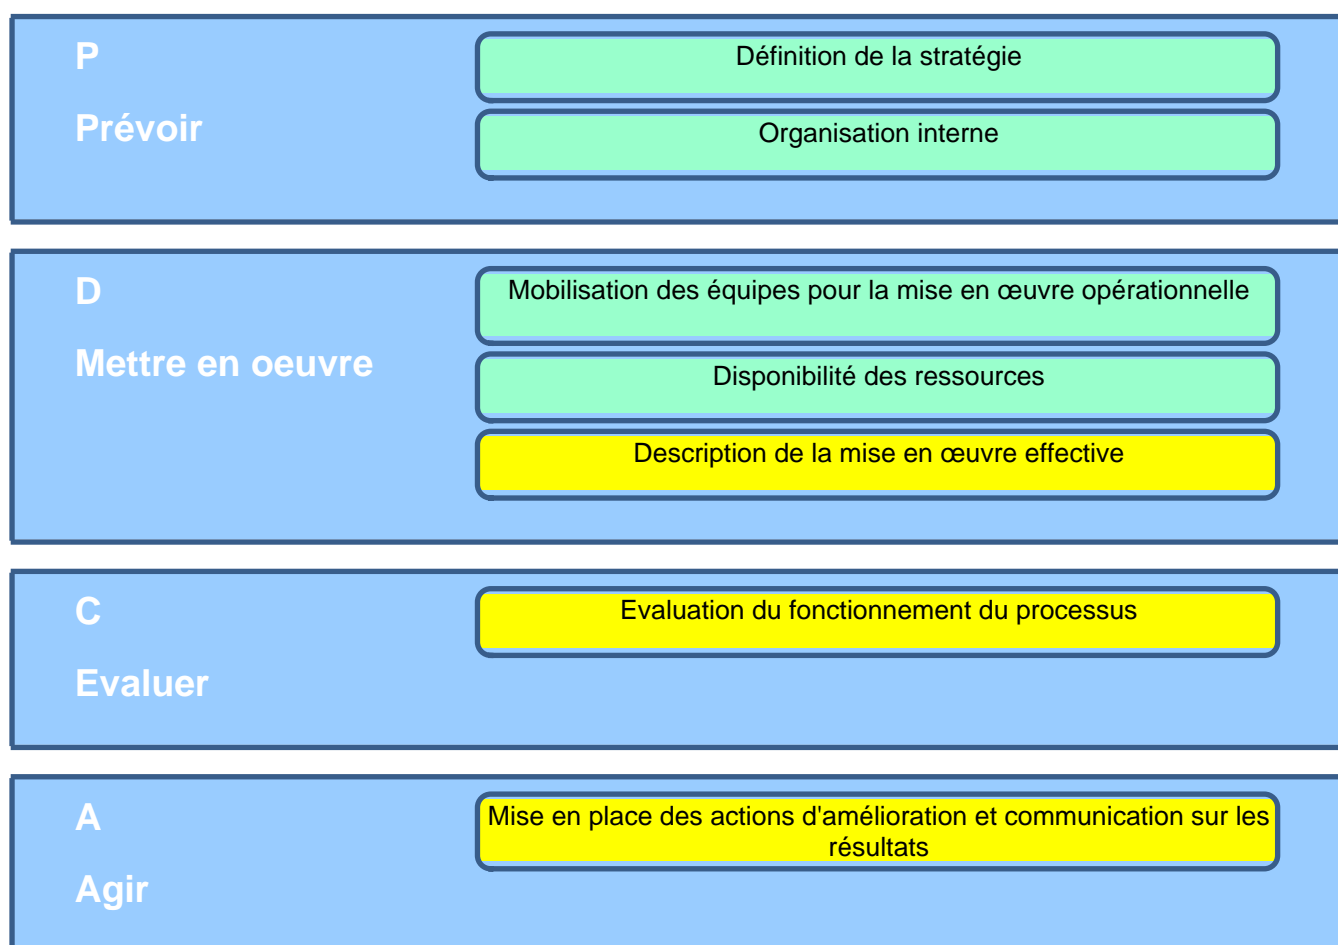 P
Prévoir
Définition de la stratégie
Organisation interne
D
Mettre en oeuvre
Mobilisation des équipes pour la mise en œuvre opérationnelle
Disponibilité des ressources
Description de la mise en œuvre effective
C
Evaluer
Evaluation du fonctionnement du processus
A
Agir
Mise en place des actions d'amélioration et communication sur les
résultats